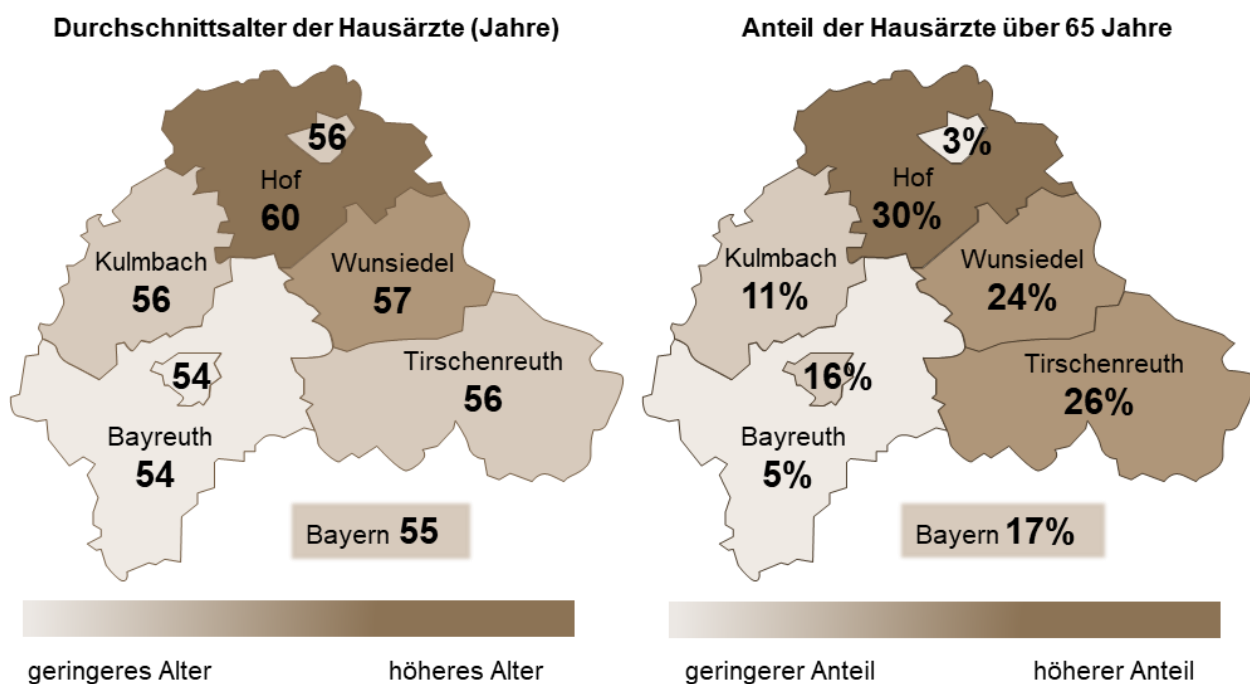 Durchschnittsalter der Hausärzte (Jahre)
56
Hof
60
Kulmbach
56
Wunsiedel
57
54
Tirschenreuth
56
Bayreuth
54
Bayern 55
geringeres Alter
höheres Alter
Anteil der Hausärzte über 65 Jahre
3%
Hof
30%
Kulmbach
11%
Wunsiedel
24%
16%
Tirschenreuth
26%
Bayreuth
5%
Bayern 17%
geringerer Anteil
höherer Anteil